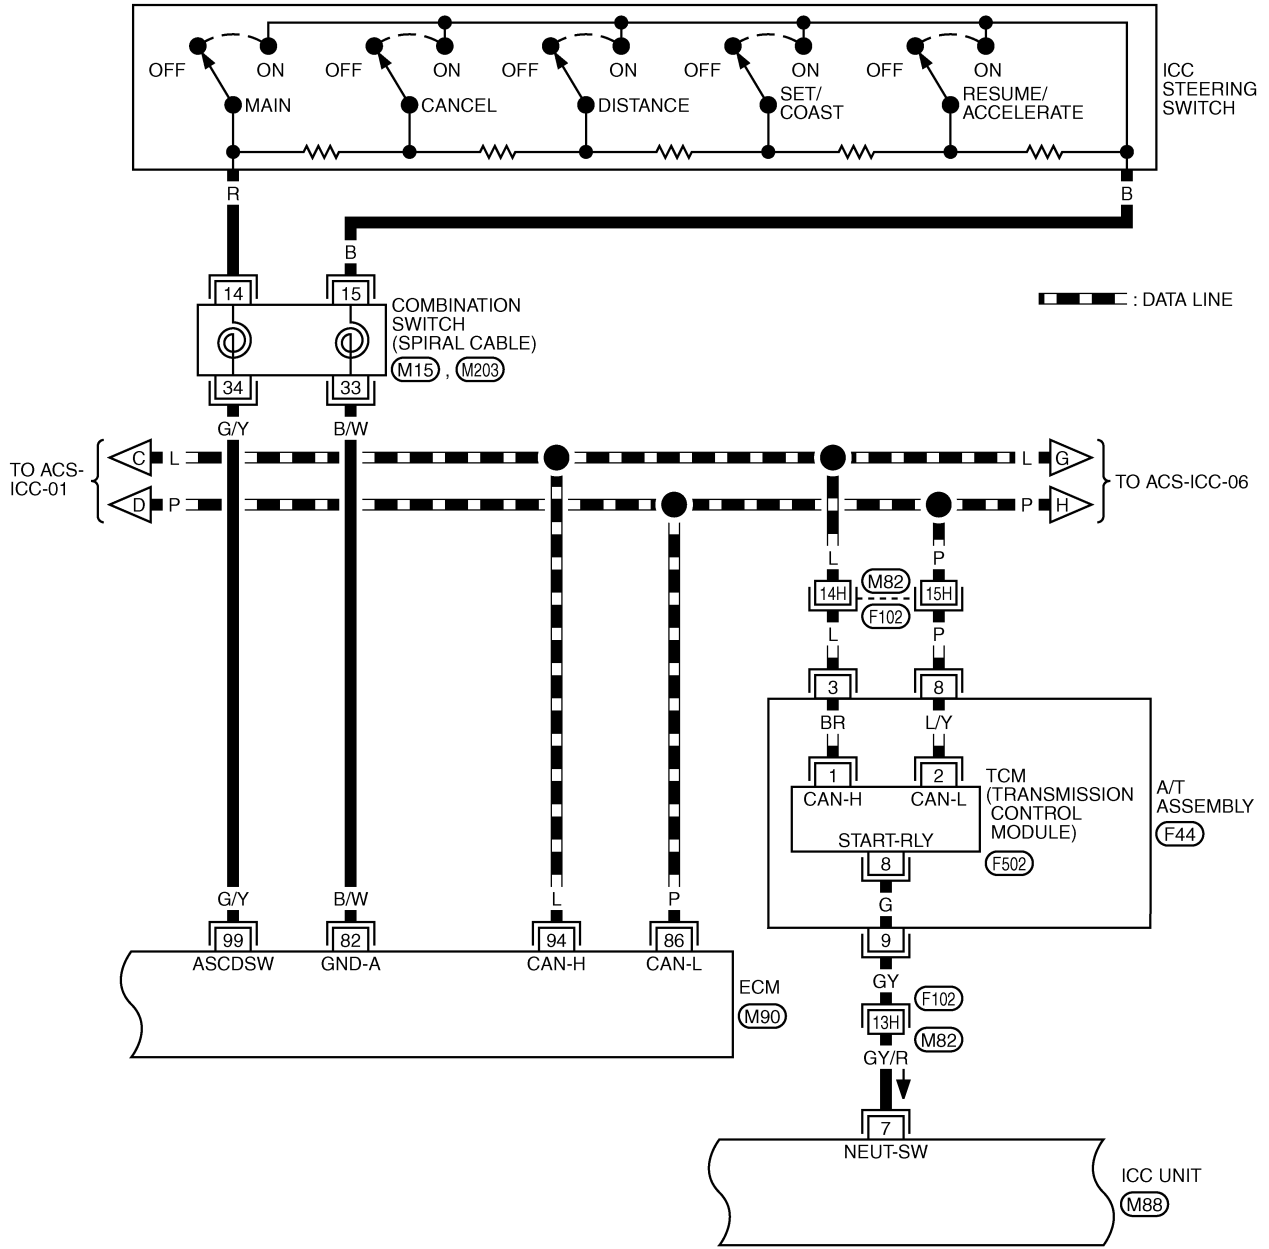 OFF ON OFF ON OFF ON OFF ON OFF ON
MAIN CANCEL DISTANCE SET/
COAST RESUME/
ACCELERATE
ICC
STEERING
SWITCH
R B
B
14 15
COMBINATION
SWITCH
(SPIRAL CABLE)
M15 , M203
: DATA LINE
34 33
G/Y B/W
TO ACS-
ICC-01
C L L G
D P P H
TO ACS-ICC-06
L P
14H M82 15H
F102
L P
3 8
BR L/Y
1 2
CAN-H CAN-L
TCM
(TRANSMISSION
CONTROL
MODULE)
F502
START-RLY
8
G
A/T
ASSEMBLY
F44
9
GY
F102
13H
M82
GY/R
G/Y B/W L P
99 82 94 86
ASCDSW GND-A CAN-H CAN-L
ECM
M90
7
NEUT-SW
ICC UNIT
M88